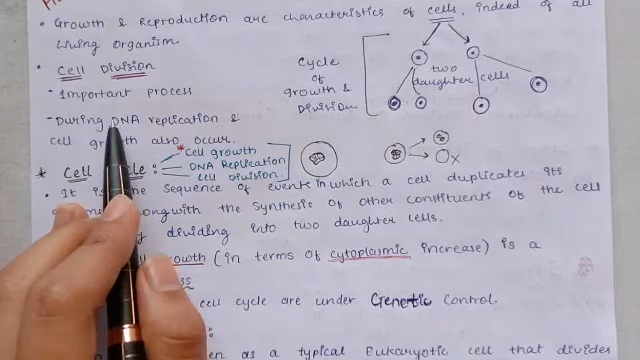 • Growth & Reproduction are characteristics of cells, indeed of all
living organism
• Cell Division
- Important process
- During DNA replication &
cell growth also occur.
Cycle
of
growth &
Division
two
daughter cells
* Cell :
* Cell growth
DNA Replication
cell Division.
x
• It is the sequence of events in which a cell duplicates its
with the synthesis of other constituents of the cell
dividing into two daughter cells.
growth (in terms of cytoplasmic increase) is a
cell cycle are under Genetic control.
:
as a typical Eukaryotic cell that divides